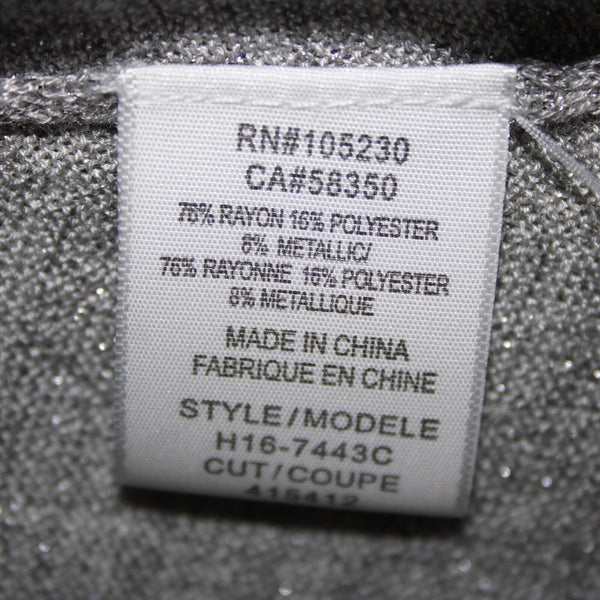 RN#105230
CA#58350
76% RAYON 16% POLYESTER
8% METALLIC/
76% RAYONNE 16% POLYESTER
8% METALLIQUE
MADE IN CHINA
FABRIQUE EN CHINE
STYLE/MODELE
H16-7443C
CUT/COUPE
415412